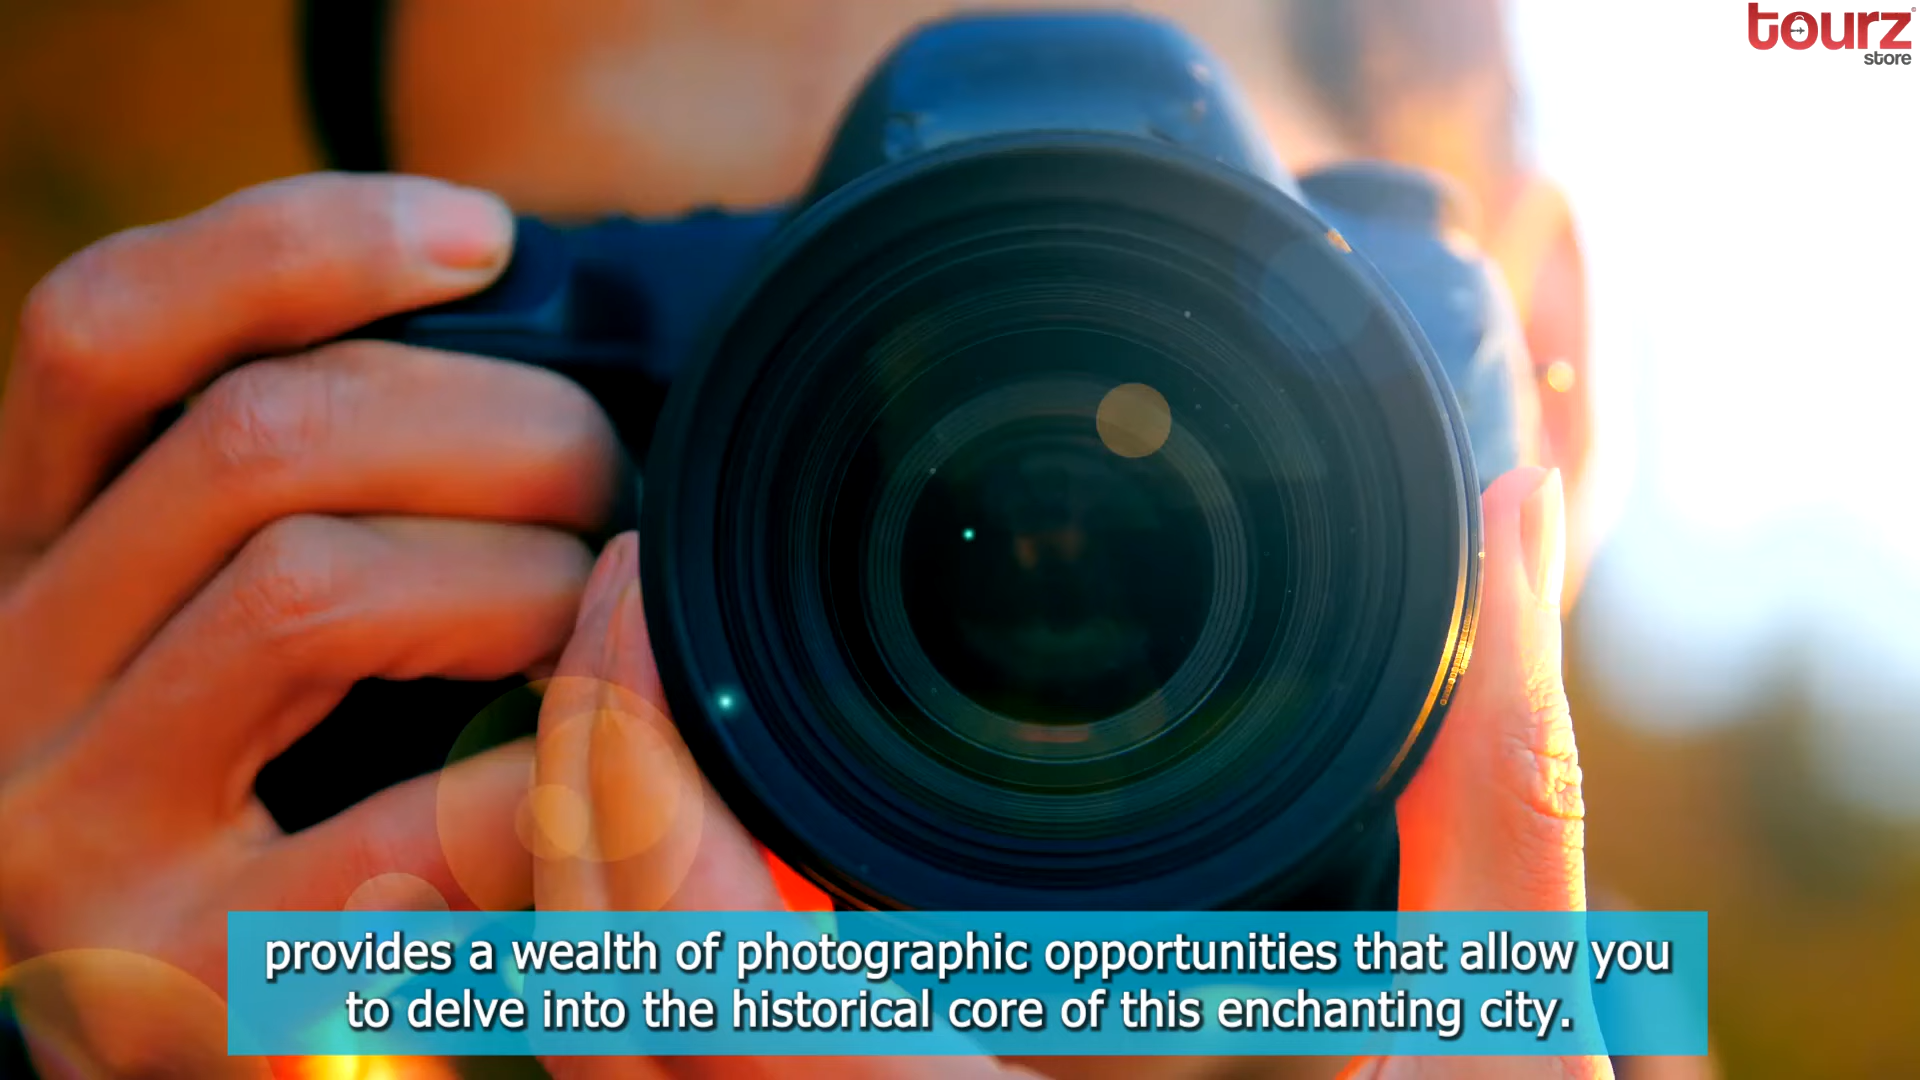 tourz
store
provides a wealth of photographic opportunities that allow you
to delve into the historical core of this enchanting city.